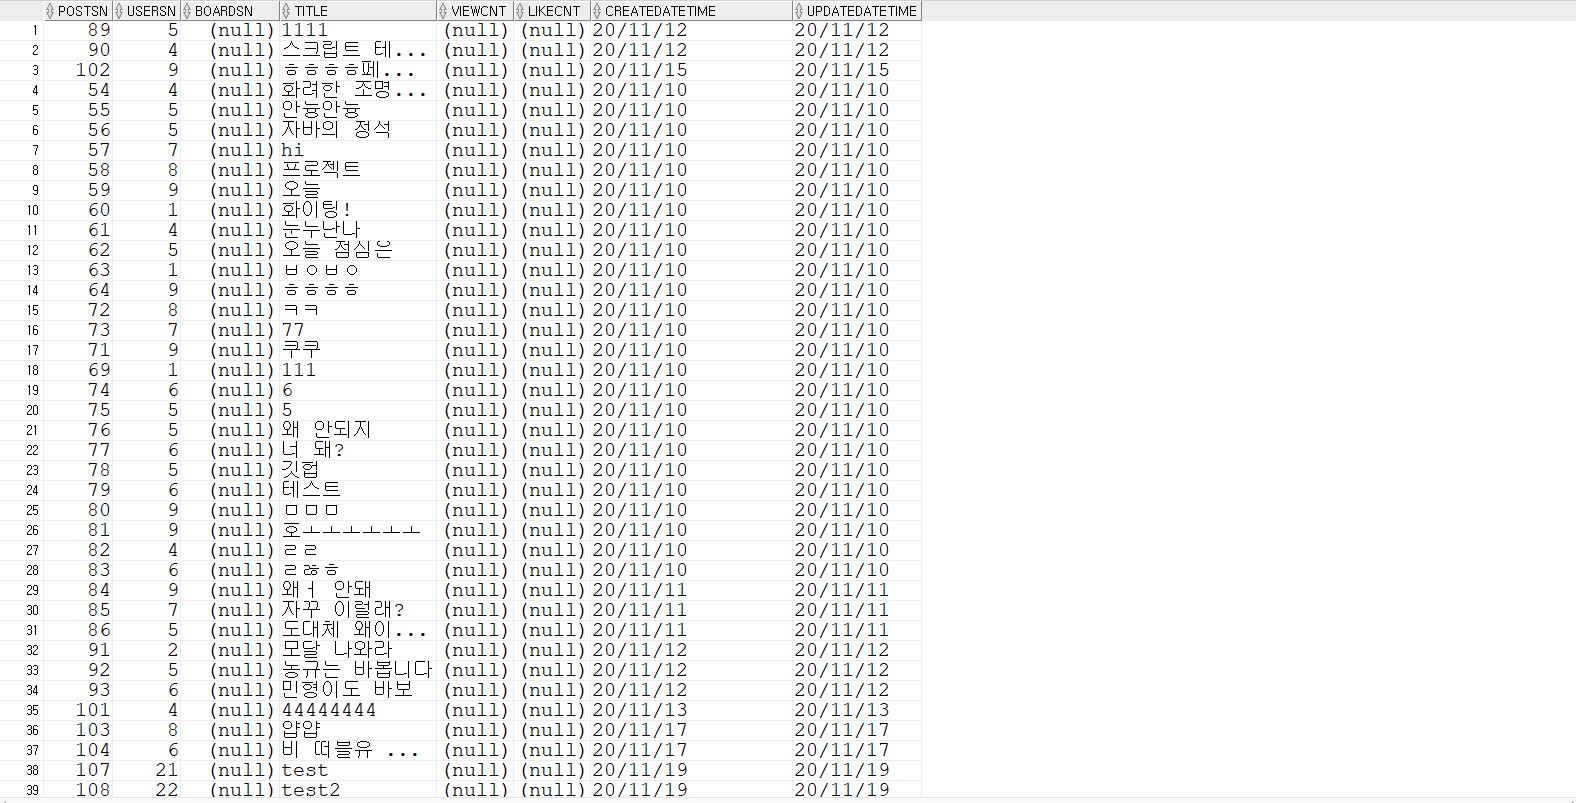 POSTSN USERSN BOARDSN TITLE VIEWCNT LIKECNT CREATEDATETIME UPDATEDATETIME
1 89 5 (null) 1111 (null) (null) 20/11/12 20/11/12
2 90 4 (null) 스크립트 테... (null) (null) 20/11/12 20/11/12
3 102 9 (null) ㅎㅎㅎㅎ페... (null) (null) 20/11/15 20/11/15
4 54 4 (null) 화려한 조명... (null) (null) 20/11/10 20/11/10
5 55 5 (null) 안늉안늉 (null) (null) 20/11/10 20/11/10
6 56 5 (null) 자바의 정석 (null) (null) 20/11/10 20/11/10
7 57 7 (null) hi (null) (null) 20/11/10 20/11/10
8 58 8 (null) 프로젝트 (null) (null) 20/11/10 20/11/10
9 59 9 (null) 오늘 (null) (null) 20/11/10 20/11/10
10 60 1 (null) 화이팅! (null) (null) 20/11/10 20/11/10
11 61 4 (null) 눈누난나 (null) (null) 20/11/10 20/11/10
12 62 5 (null) 오늘 점심은 (null) (null) 20/11/10 20/11/10
13 63 1 (null) ㅂㅇㅂㅇ (null) (null) 20/11/10 20/11/10
14 64 9 (null) ㅎㅎㅎㅎ (null) (null) 20/11/10 20/11/10
15 72 8 (null) ㅋㅋ (null) (null) 20/11/10 20/11/10
16 73 7 (null) 77 (null) (null) 20/11/10 20/11/10
17 71 9 (null) 쿠쿠 (null) (null) 20/11/10 20/11/10
18 69 1 (null) 111 (null) (null) 20/11/10 20/11/10
19 74 6 (null) 6 (null) (null) 20/11/10 20/11/10
20 75 5 (null) 5 (null) (null) 20/11/10 20/11/10
21 76 5 (null) 왜 안되지 (null) (null) 20/11/10 20/11/10
22 77 6 (null) 너 돼? (null) (null) 20/11/10 20/11/10
23 78 5 (null) 깃헙 (null) (null) 20/11/10 20/11/10
24 79 6 (null) 테스트 (null) (null) 20/11/10 20/11/10
25 80 9 (null) ㅁㅁㅁ (null) (null) 20/11/10 20/11/10
26 81 9 (null) 호ㅗㅗㅗㅗㅗㅗ (null) (null) 20/11/10 20/11/10
27 82 4 (null) ㄹㄹ (null) (null) 20/11/10 20/11/10
28 83 6 (null) ㄹㅀㅎ (null) (null) 20/11/10 20/11/10
29 84 9 (null) 왜ㅓ 안돼 (null) (null) 20/11/11 20/11/11
30 85 7 (null) 자꾸 이럴래? (null) (null) 20/11/11 20/11/11
31 86 5 (null) 도대체 왜이... (null) (null) 20/11/11 20/11/11
32 91 2 (null) 모달 나와라 (null) (null) 20/11/12 20/11/12
33 92 5 (null) 농규는 바봅니다 (null) (null) 20/11/12 20/11/12
34 93 6 (null) 민형이도 바보 (null) (null) 20/11/12 20/11/12
35 101 4 (null) 44444444 (null) (null) 20/11/13 20/11/13
36 103 8 (null) 얍얍 (null) (null) 20/11/17 20/11/17
37 104 6 (null) 비 떠블유 ... (null) (null) 20/11/17 20/11/17
38 107 21 (null) test (null) (null) 20/11/19 20/11/19
39 108 22 (null) test2 (null) (null) 20/11/19 20/11/19